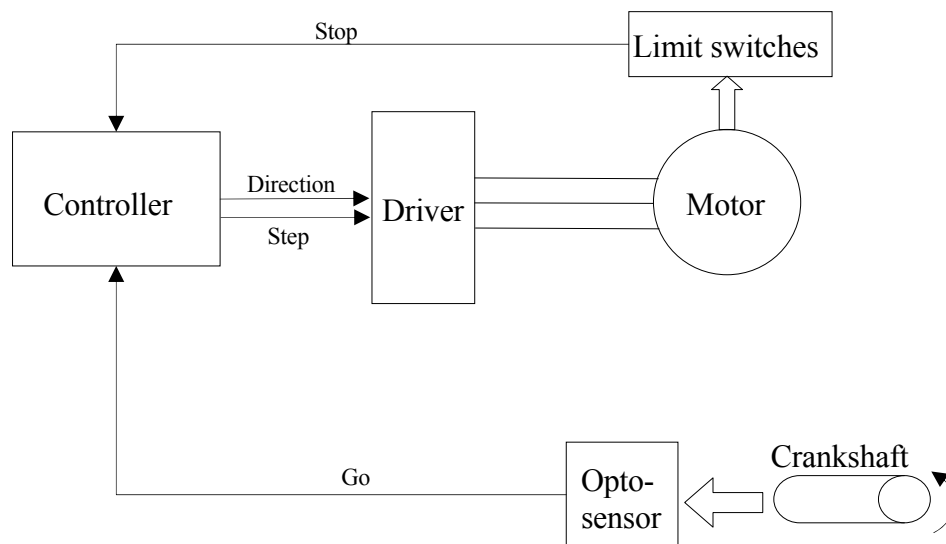 Stop
Limit switches
Controller
Direction
Step
Driver
Motor
Go
Opto-
sensor
Crankshaft